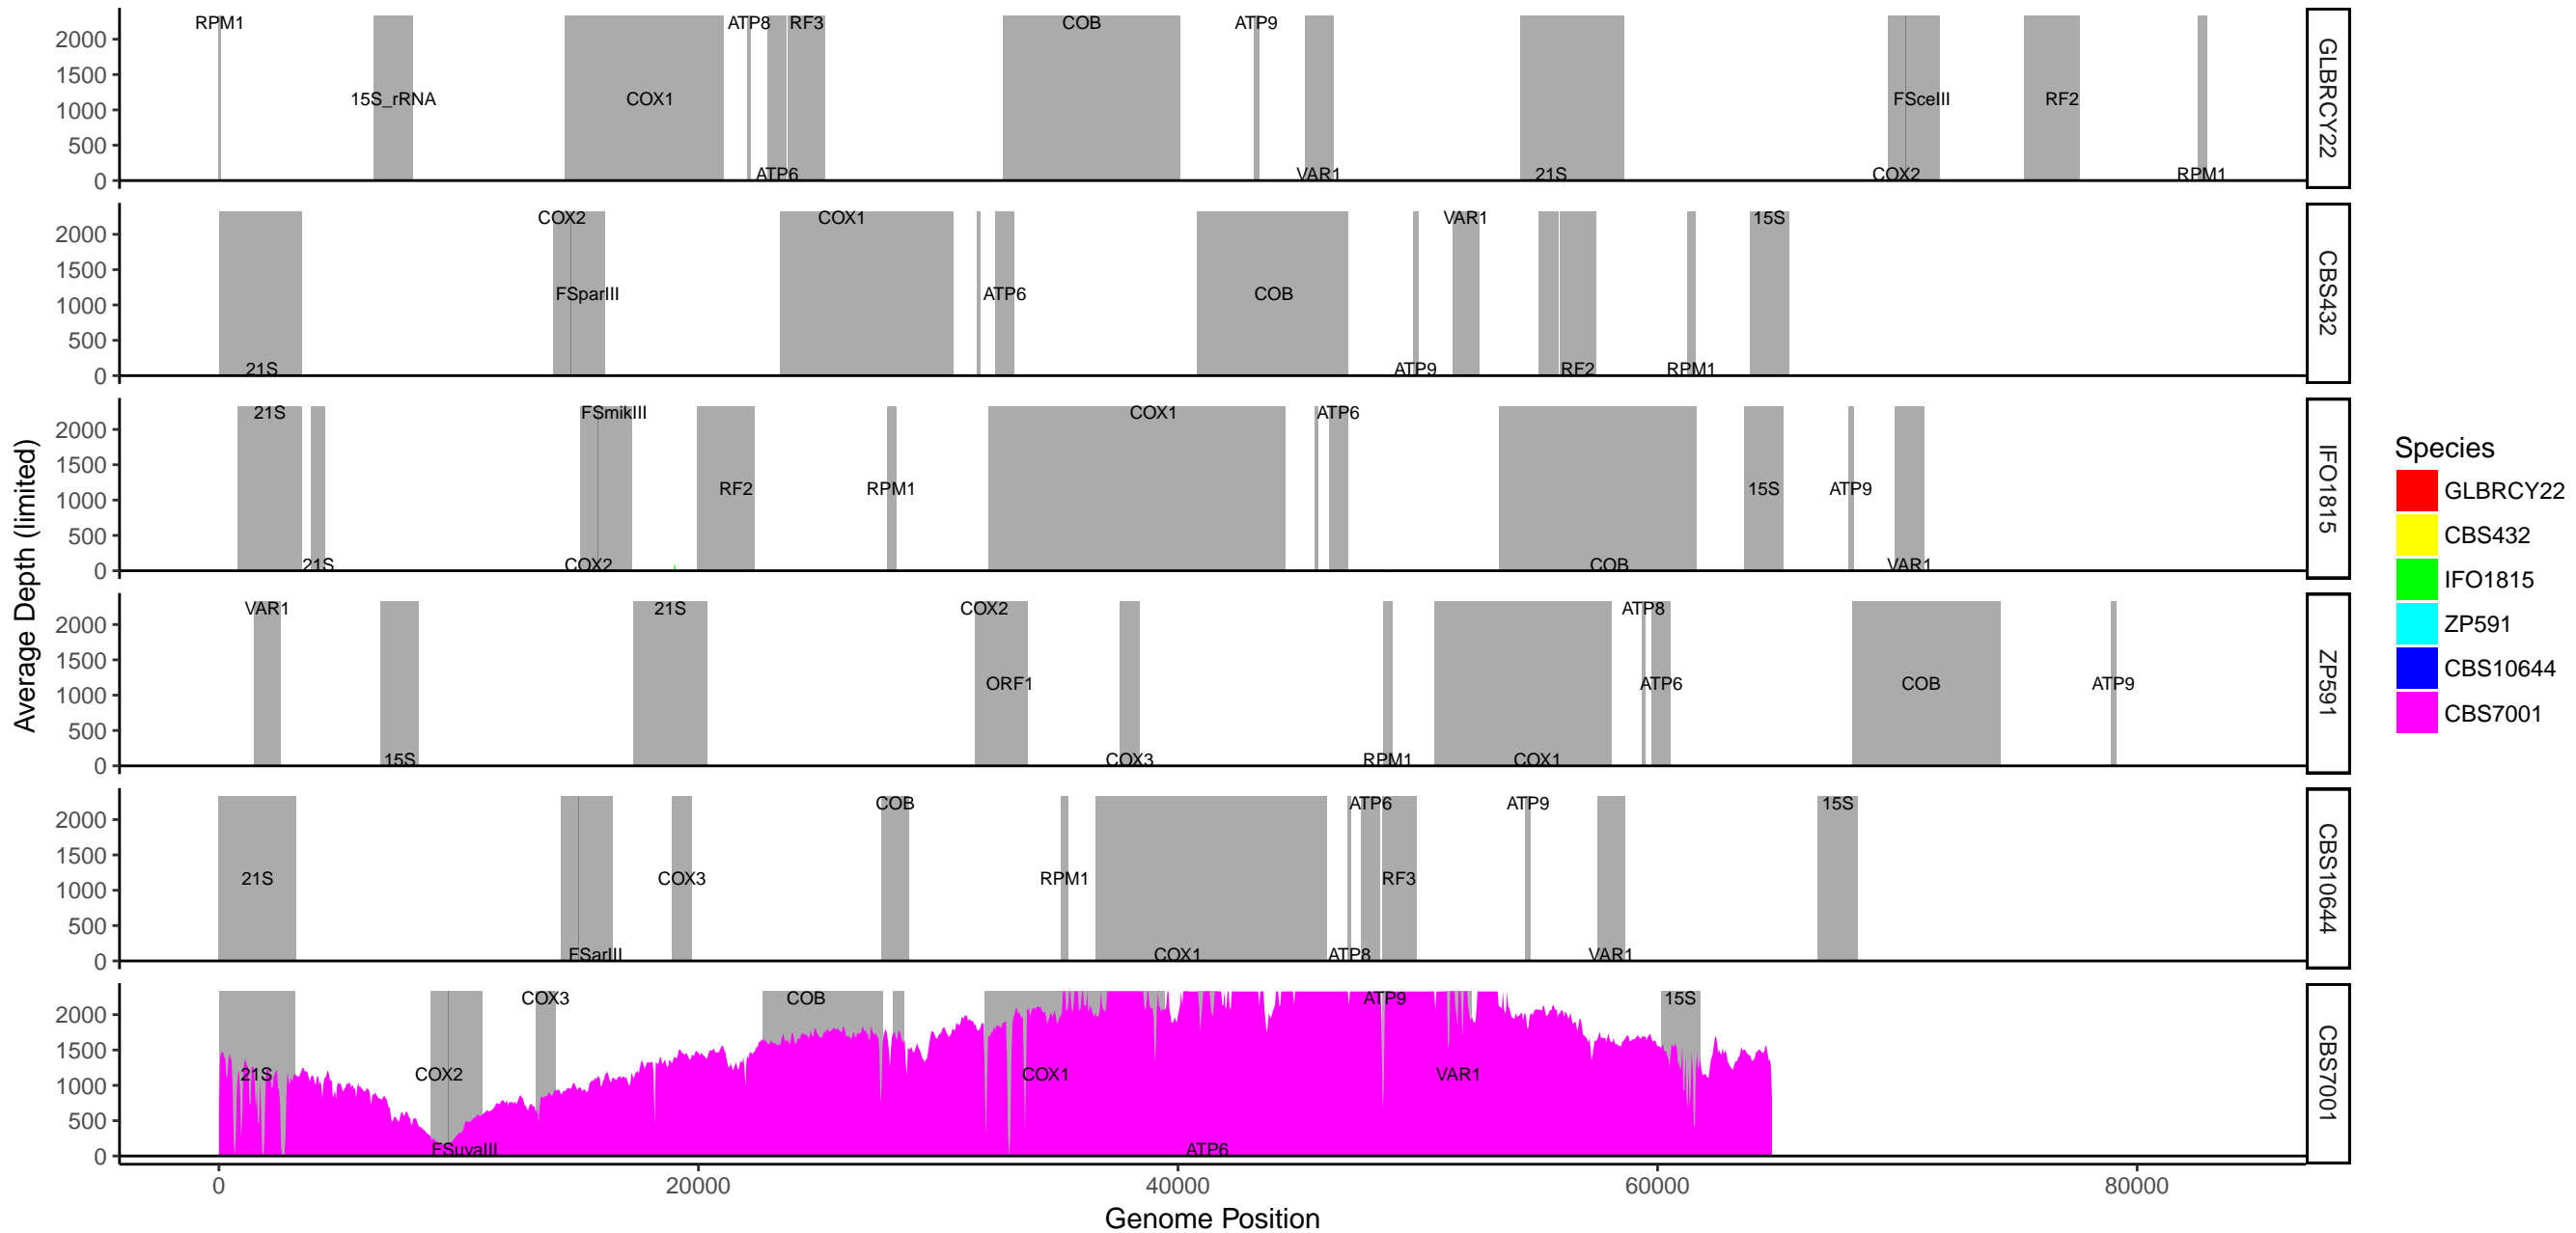 RPM1 ATP8 RF3 COB ATP9
15S_rRNA COX1 FSceIII RF2
ATP6 VAR1 21S COX2 RPM1
2000
1500
1000
500
0
GLBRCY22
COX2 COX1 VAR1 15S
FSparIII ATP6 COB
21S ATP9 RF2 RPM1
2000
1500
1000
500
0
CBS432
21S FSmikIII COX1 ATP6
RF2 RPM1 15S ATP9
21S COX2 COB VAR1
2000
1500
1000
500
0
IFO1815
VAR1 21S COX2 ATP8
ORF1 ATP6 COB ATP9
15S COX3 RPM1 COX1
2000
1500
1000
500
0
ZP591
COB ATP6 ATP9 15S
21S COX3 RPM1 RF3
FSarIII COX1 ATP8 VAR1
2000
1500
1000
500
0
CBS10644
COX3 COB ATP9 15S
21S COX2 COX1 VAR1
FSuvaIII ATP6
2000
1500
1000
500
0
CBS7001
0 20000 40000 60000 80000
Genome Position
Average Depth (limited)
Species
GLBRCY22
CBS432
IFO1815
ZP591
CBS10644
CBS7001